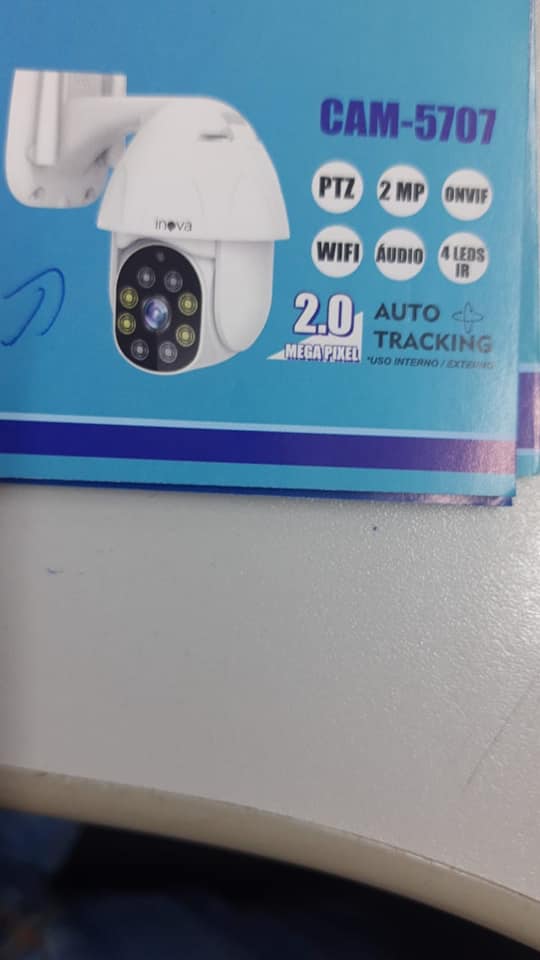 CAM-5707
PTZ
2 MP
ONVIF
inova
WIFI
ÁUDIO
4 LEDS
IR
2.0
MEGA PIXEL
AUTO
TRACKING
*USO INTERNO / EXTERNO